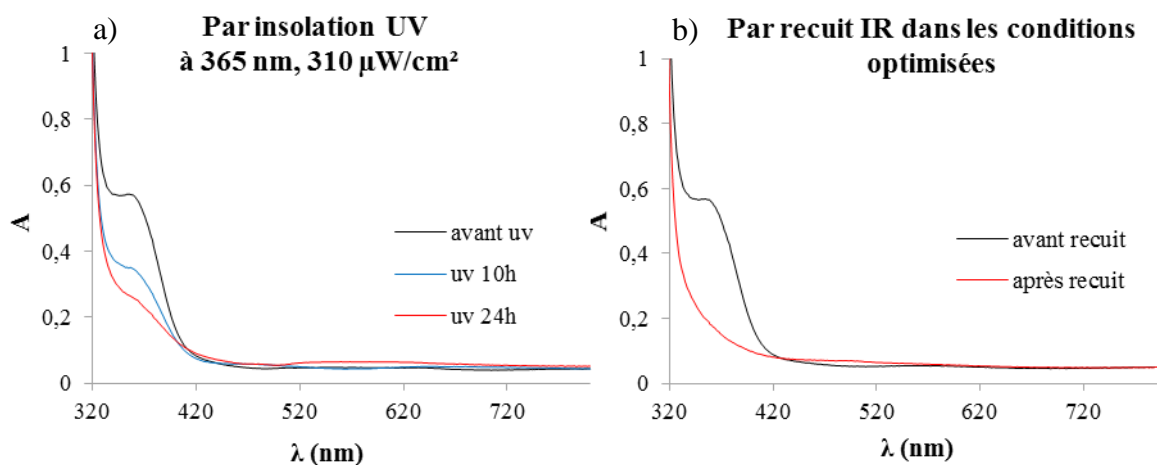 a)
Par insolation UV
à 365 nm, 310 µW/cm²
1
0,8
0,6
0,4
0,2
0
A
320
420
520
620
720
λ (nm)
avant uv
uv 10h
uv 24h
b)
Par recuit IR dans les conditions
optimisées
1
0,8
0,6
0,4
0,2
0
A
320
420
520
620
720
λ (nm)
avant recuit
après recuit